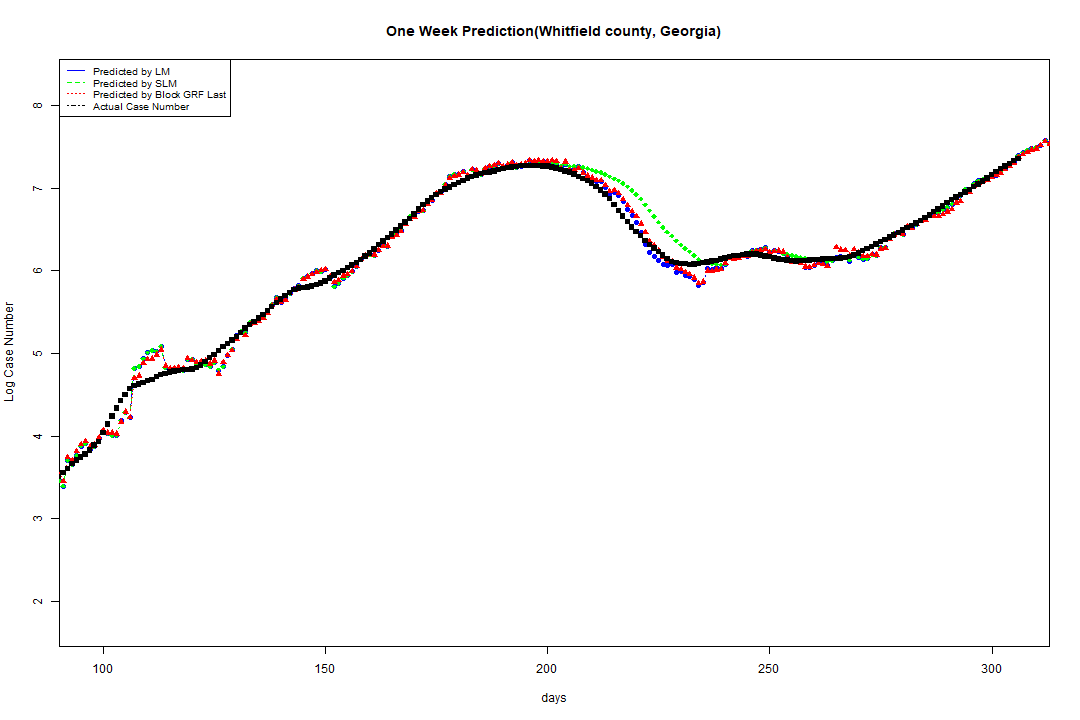 One Week Prediction(Whitfield county, Georgia)
Predicted by LM
Predicted by SLM
Predicted by Block GRF Last
Actual Case Number
8
7
6
5
4
3
2
Log Case Number
100 150 200 250 300
days